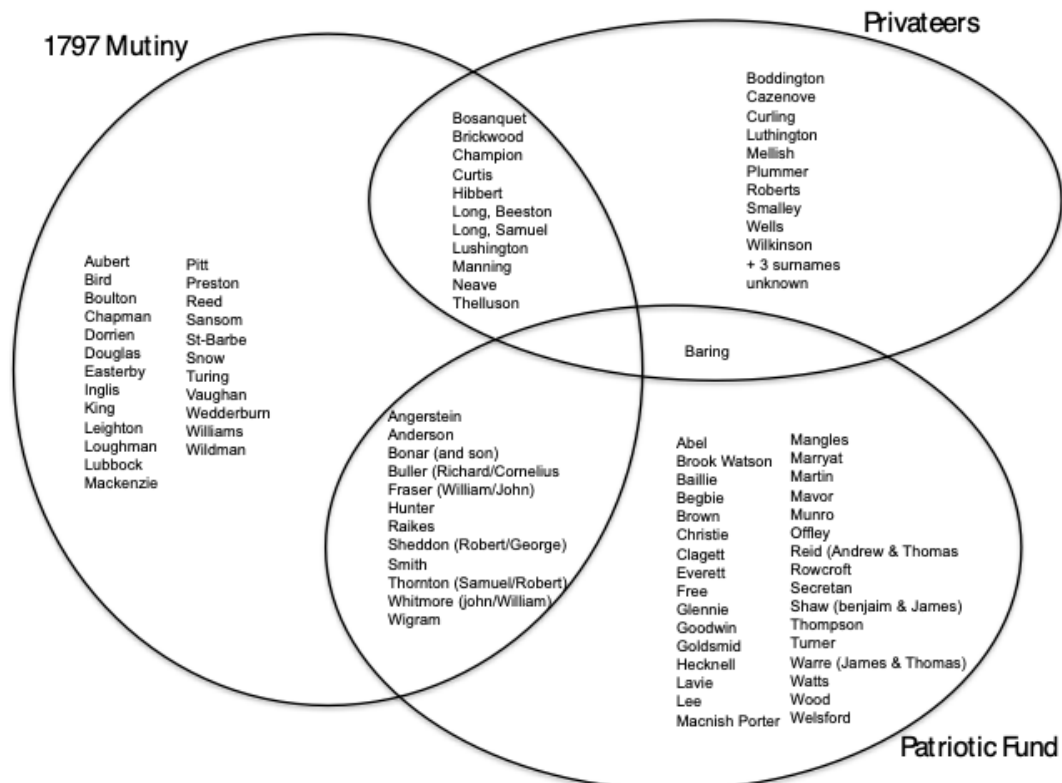 1797 Mutiny
Privateers
Bosanquet
Brickwood
Champion
Curtis
Hibbert
Long, Beeston
Long, Samuel
Lushington
Manning
Neave
Thelluson
Boddington
Cazenove
Curling
Luthington
Mellish
Plummer
Roberts
Smalley
Wells
Wilkinson
+ 3 surnames
unknown
Aubert
Bird
Boulton
Chapman
Dorrien
Douglas
Easterby
Inglis
King
Leighton
Loughman
Lubbock
Mackenzie
Pitt
Preston
Reed
Sansom
St-Barbe
Snow
Turing
Vaughan
Wedderburn
Williams
Wildman
Baring
Angerstein
Anderson
Bonar (and son)
Buller (Richard/Cornelius
Fraser (William/John)
Hunter
Raikes
Sheddon (Robert/George)
Smith
Thornton (Samuel/Robert)
Whitmore (john/William)
Wigram
Abel
Brook Watson
Baillie
Begbie
Brown
Christie
Clagett
Everett
Free
Glennie
Goodwin
Goldsmid
Hecknell
Lavie
Lee
Macnish Porter
Mangles
Marryat
Martin
Mavor
Munro
Offley
Reid (Andrew & Thomas
Rowcroft
Secretan
Shaw (benjaim & James)
Thompson
Turner
Warre (James & Thomas)
Watts
Wood
Welsford
Patriotic Fund